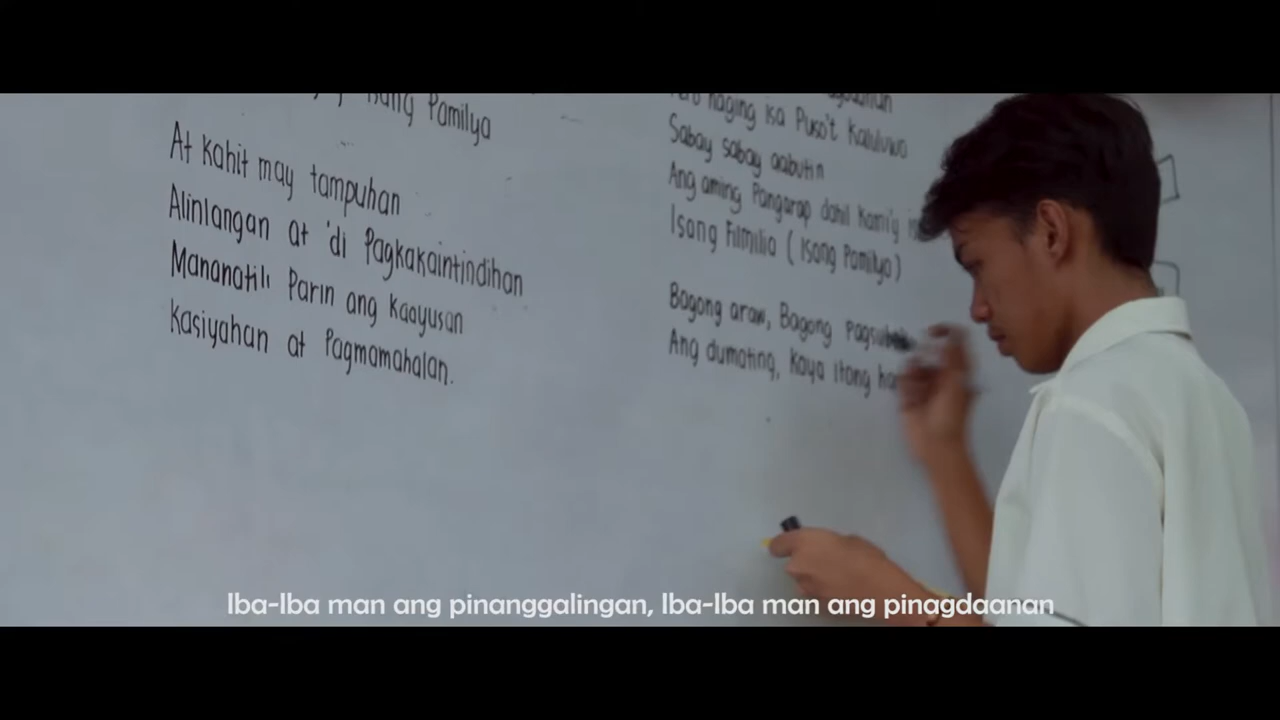 Pamilya
At kahit may tampuhan
Alinlangan at 'di Pagkakaintindihan
Mananatili Parin ang kaayusan
kasiyahan at Pagmamahalan.
naging isa Puso't Kaluluwa
Sabay sabay aabutin
Ang aming Pangarap dahil Kami'y
Isang Filmilia ( Isang Pamilya )
Bagong araw, Bagong
Ang dumating, Kaya itong
Iba-Iba man ang pinanggalingan, Iba-Iba man ang pinagdaanan